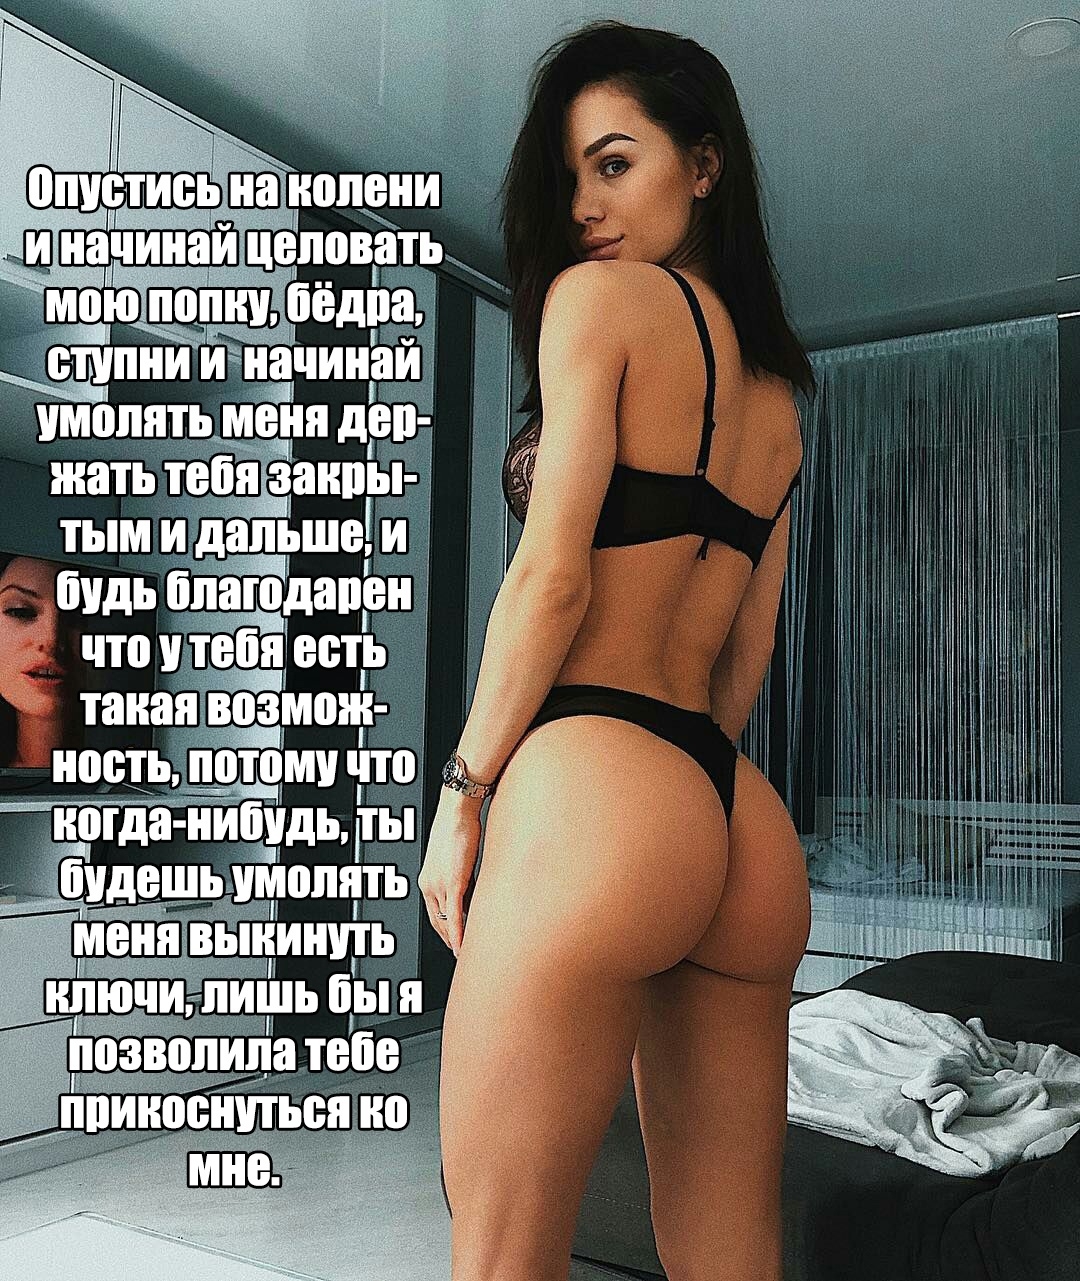 Опустись на колени
и начинай целовать
мою попку, бёдра,
ступни и начинай
умолять меня дер-
жать тебя закры-
тым и дальше, и
будь благодарен
что у тебя есть
такая возмож-
ность, потому что
когда-нибудь, ты
будешь умолять
меня выкинуть
ключи, лишь бы я
позволила тебе
прикоснуться ко
мне.